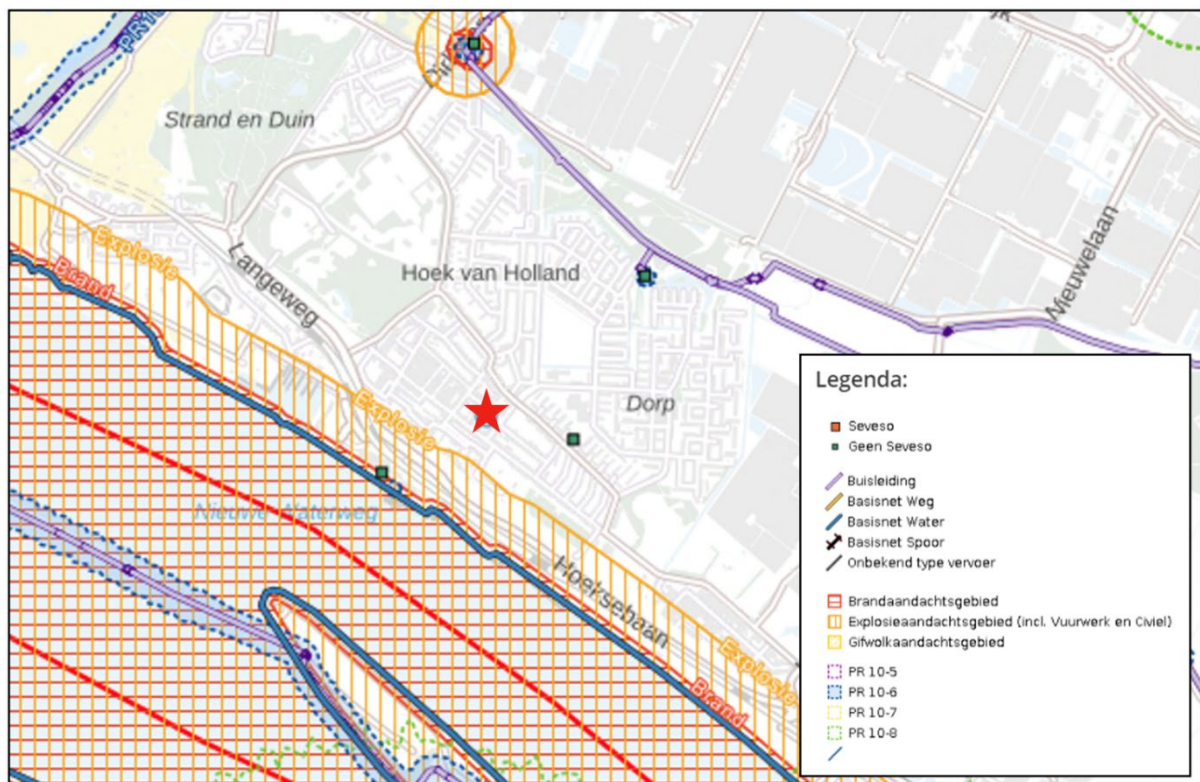 Strand en Duin
Explosie
Brand
Langeweg
Hoek van Holland
Nieuwelaan
Explosie
Dorp
Nieuwe Waterweg
Hoeksebaan
Explosie
Brand
Legenda:
Seveso
Geen Seveso
Buisleiding
Basisnet Weg
Basisnet Water
Basisnet Spoor
Onbekend type vervoer
Brandaandachtsgebied
Explosieaandachtsgebied (incl. Vuurwerk en Civiel)
Gifwolkaandachtsgebied
PR 10-5
PR 10-6
PR 10-7
PR 10-8